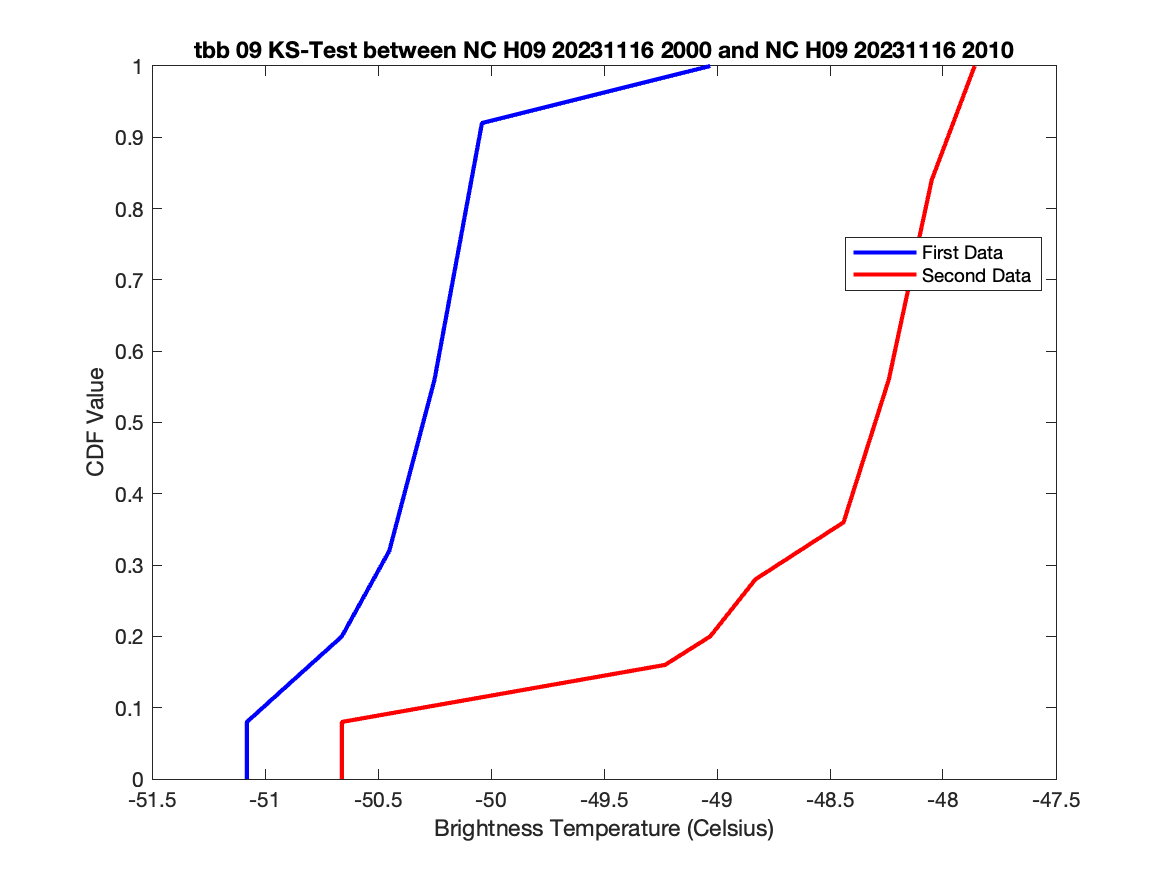 tbb 09 KS-Test between NC H09 20231116 2000 and NC H09 20231116 2010
1
0.9
0.8
0.7
0.6
0.5
0.4
0.3
0.2
0.1
0
CDF Value
First Data
Second Data
-51.5 -51 -50.5 -50 -49.5 -49 -48.5 -48 -47.5
Brightness Temperature (Celsius)